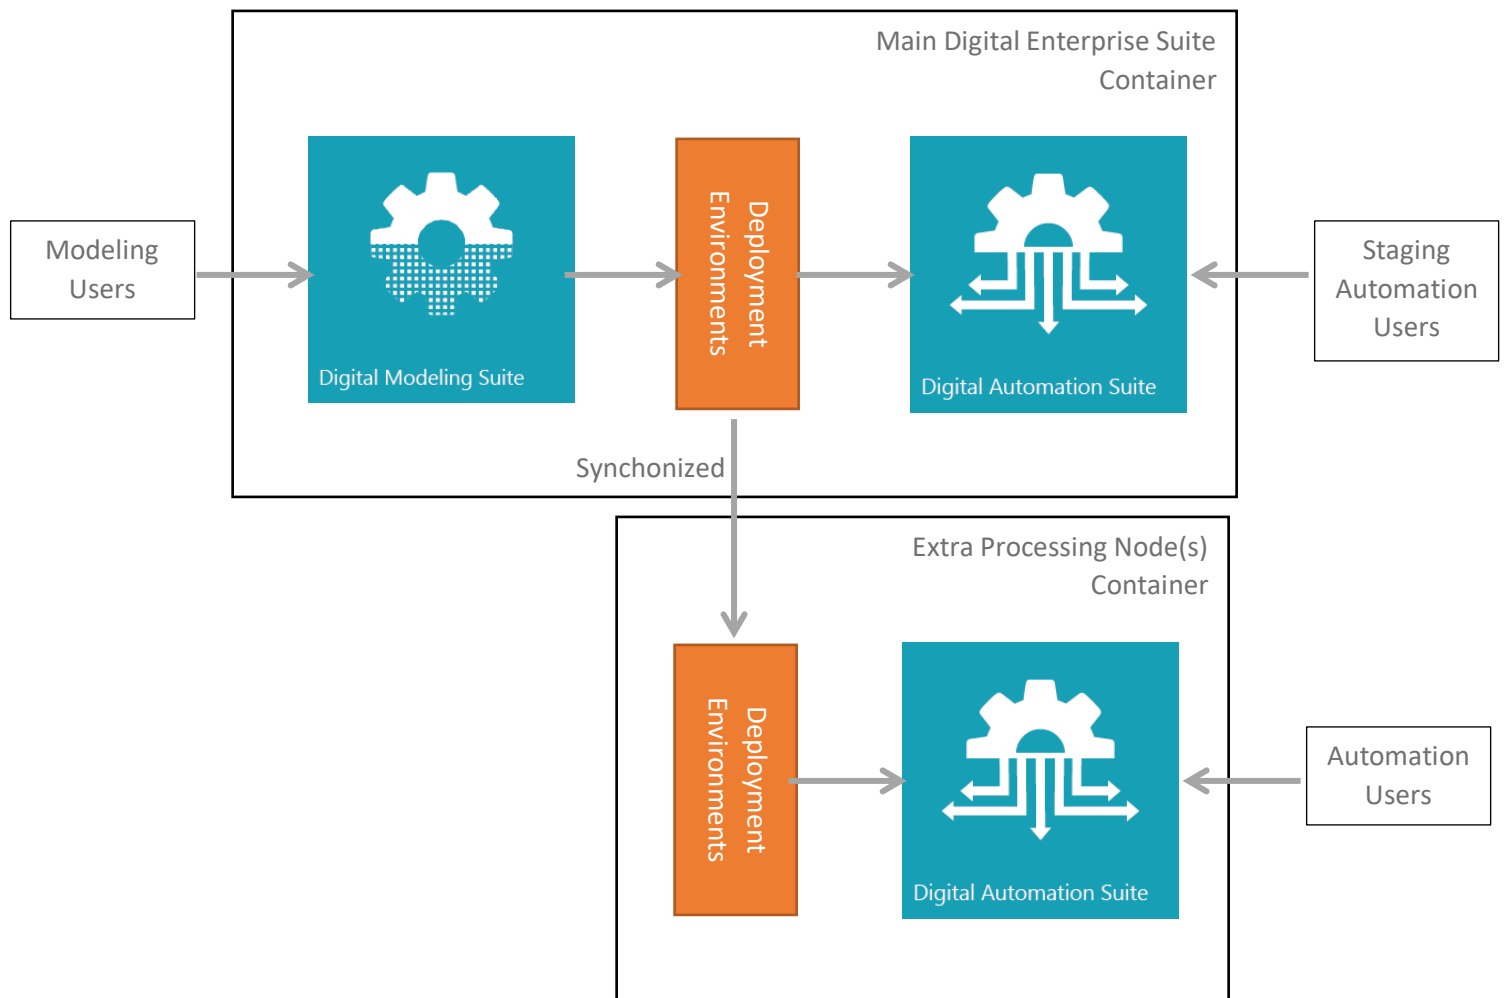 Main Digital Enterprise Suite
Container
Modeling
Users
Digital Modeling Suite
Deployment
Environments
Digital Automation Suite
Staging
Automation
Users
Synchonized
Extra Processing Node(s)
Container
Deployment
Environments
Digital Automation Suite
Automation
Users